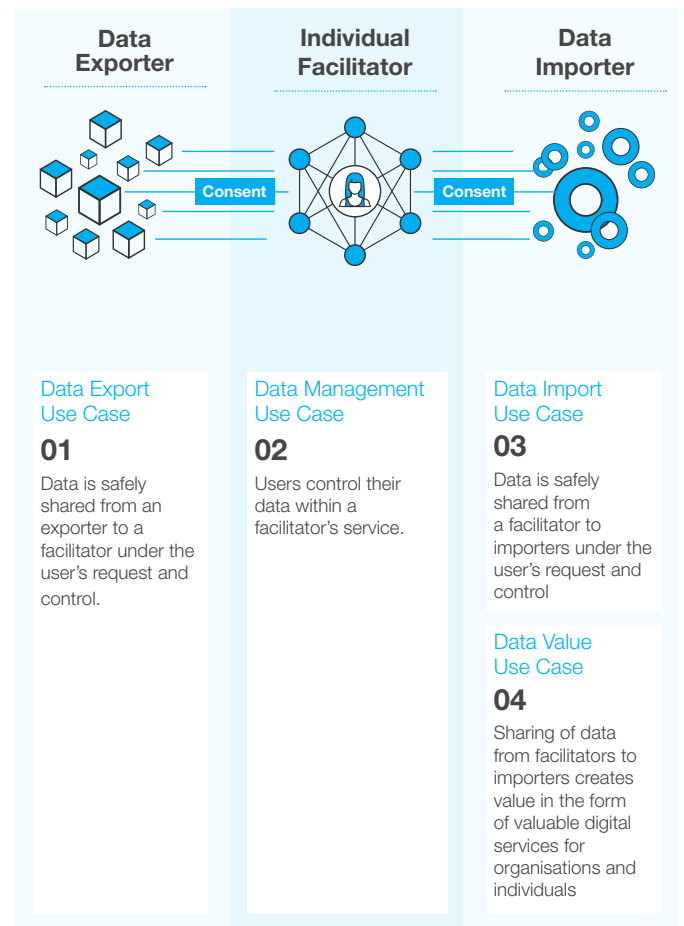 Data
Exporter
Individual
Facilitator
Data
Importer
Consent
Consent
Data Export
Use Case
01
Data is safely
shared from an
exporter to a
facilitator under the
user's request and
control.
Data Management
Use Case
02
Users control their
data within a
facilitator's service.
Data Import
Use Case
03
Data is safely
shared from
a facilitator to
importers under the
user's request and
control
Data Value
Use Case
04
Sharing of data
from facilitators to
importers creates
value in the form
of valuable digital
services for
organisations and
individuals